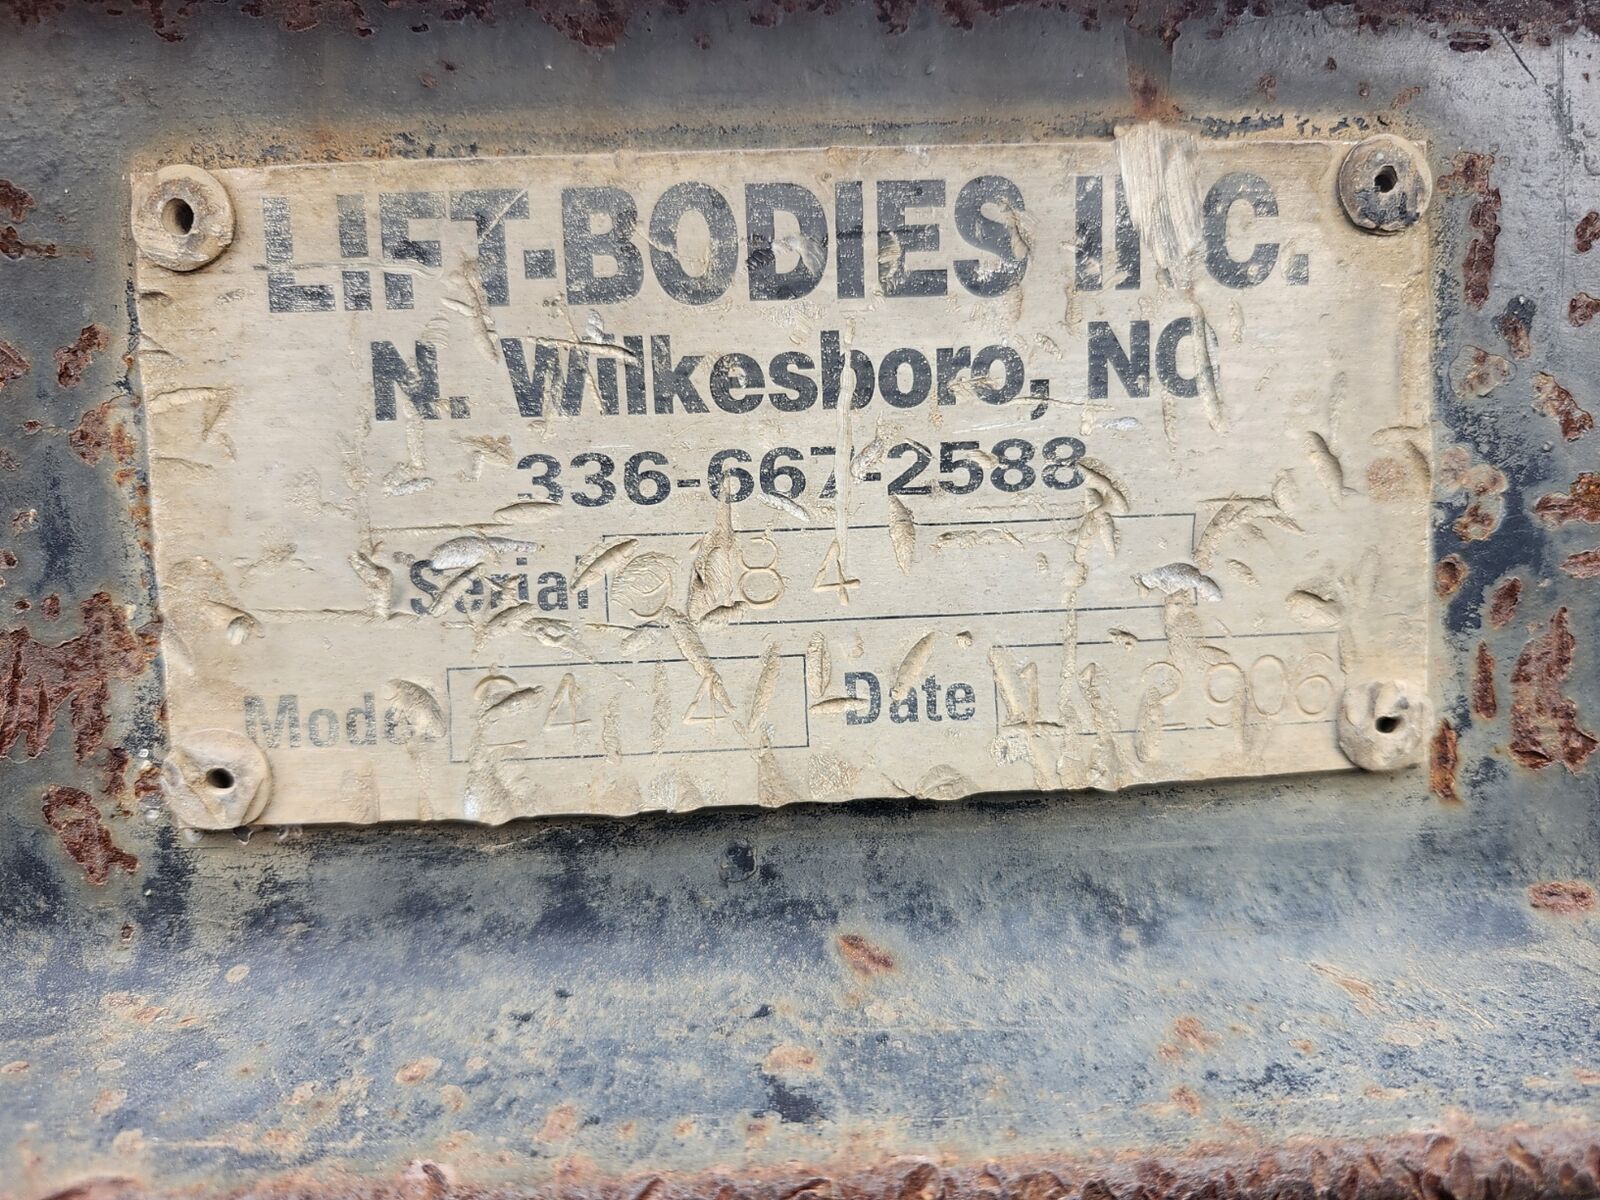 LIFT-BODIES INC.
N. Wilkesboro, NC
336-667-2588
Serial
Model Date